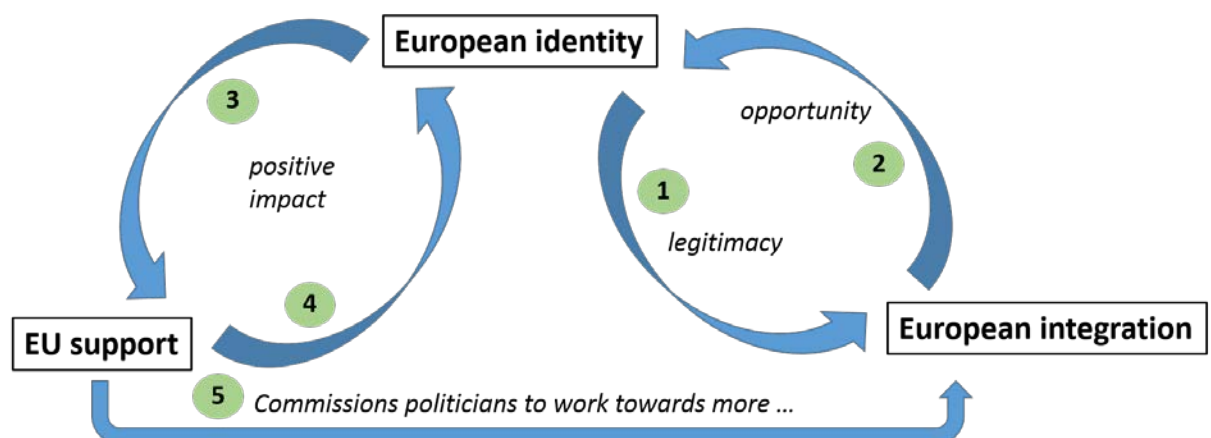 European identity
3
opportunity
2
positive
impact
1
legitimacy
4
European integration
EU support
5
Commissions politicians to work towards more ...